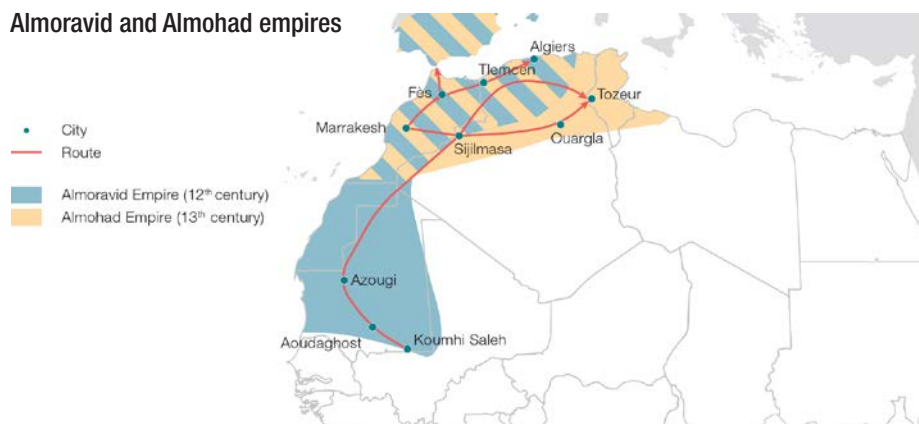 Almoravid and Almohad empires
Algiers
Tlemcen
Fès
Tozeur
Marrakesh
Ouargla
Sijilmasa
City
Route
Almoravid Empire (12th century)
Almohad Empire (13th century)
Azougi
Aoudaghost
Koumhi Saleh